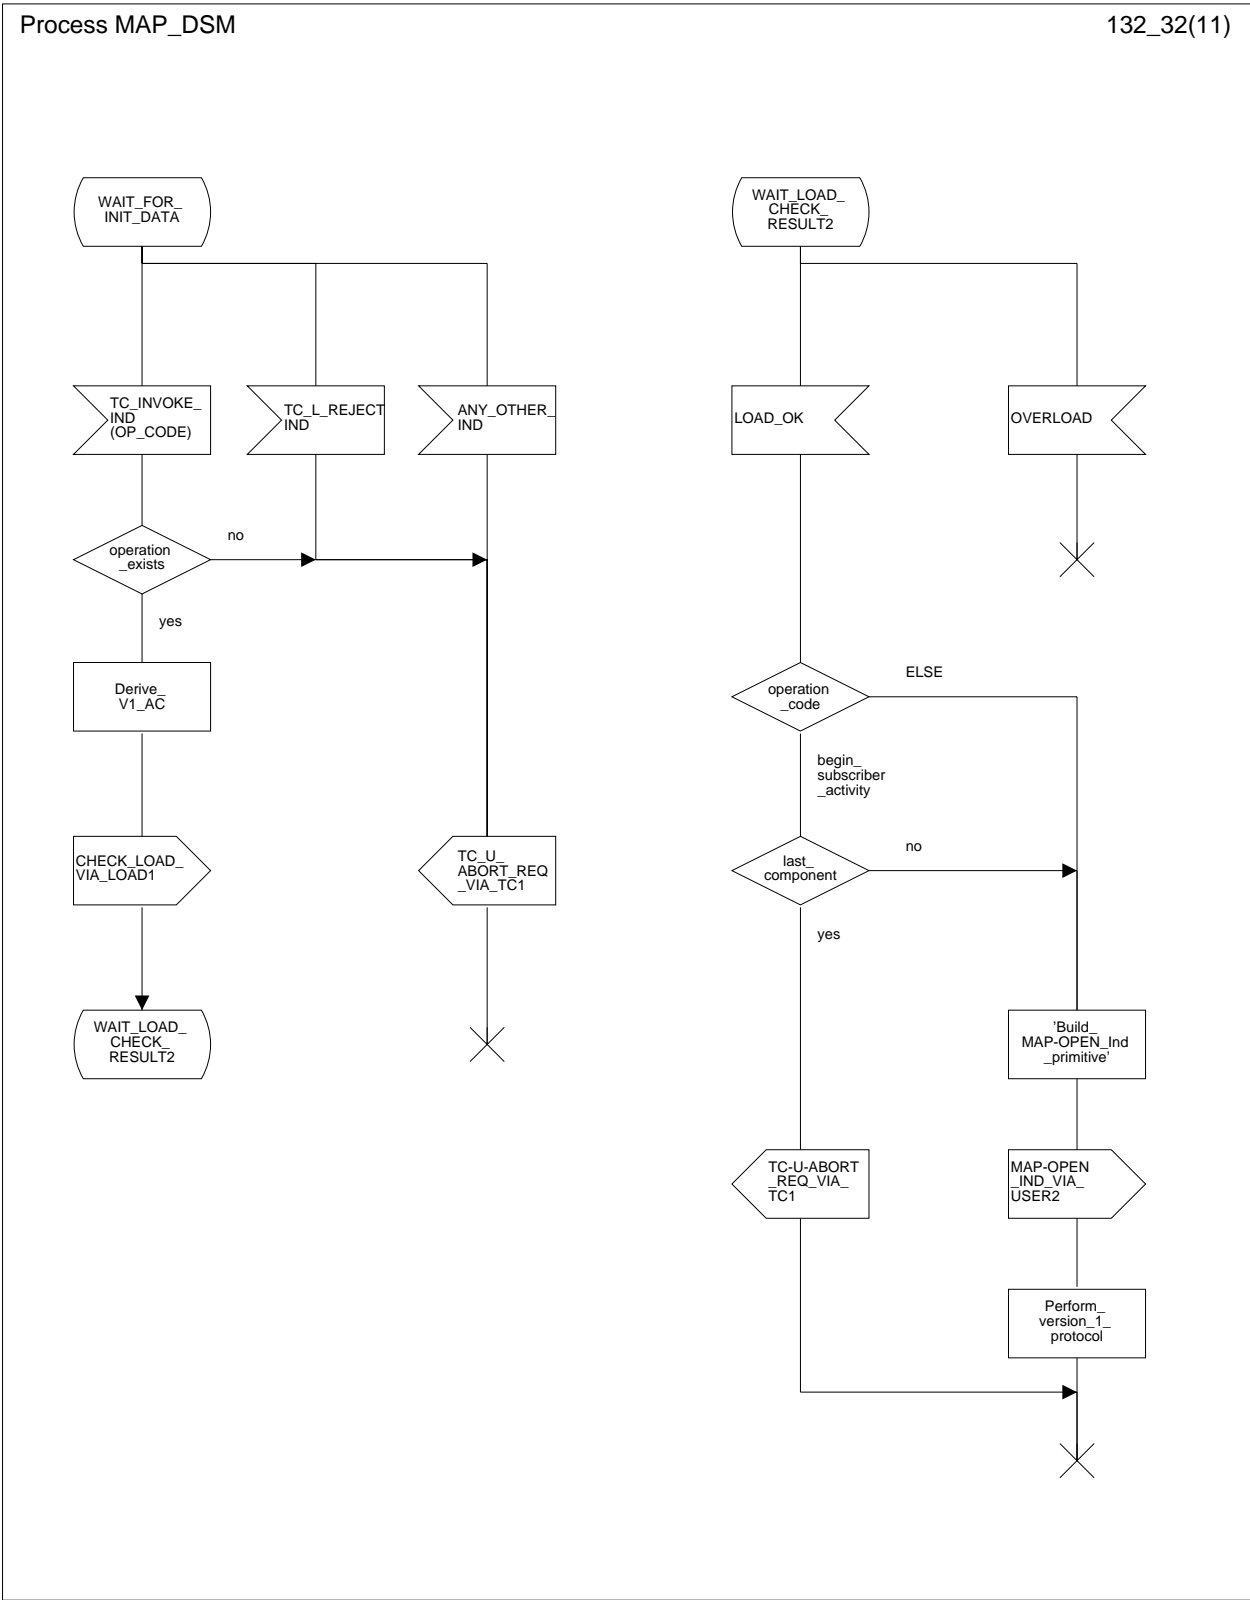 Process MAP_DSM
132_32(11)
WAIT_FOR_
INIT_DATA
TC_INVOKE_
IND
(OP_CODE)
TC_L_REJECT
IND
ANY_OTHER_
IND
operation
_exists
no
yes
Derive_
V1_AC
CHECK_LOAD_
VIA_LOAD1
TC_U_
ABORT_REQ
_VIA_TC1
WAIT_LOAD_
CHECK_
RESULT2
WAIT_LOAD_
CHECK_
RESULT2
LOAD_OK
OVERLOAD
operation
_code
ELSE
begin_
subscriber
_activity
last_
component
no
yes
'Build_
MAP-OPEN_Ind
_primitive'
TC-U-ABORT
_REQ_VIA_
TC1
MAP-OPEN
_IND_VIA_
USER2
Perform_
version_1_
protocol